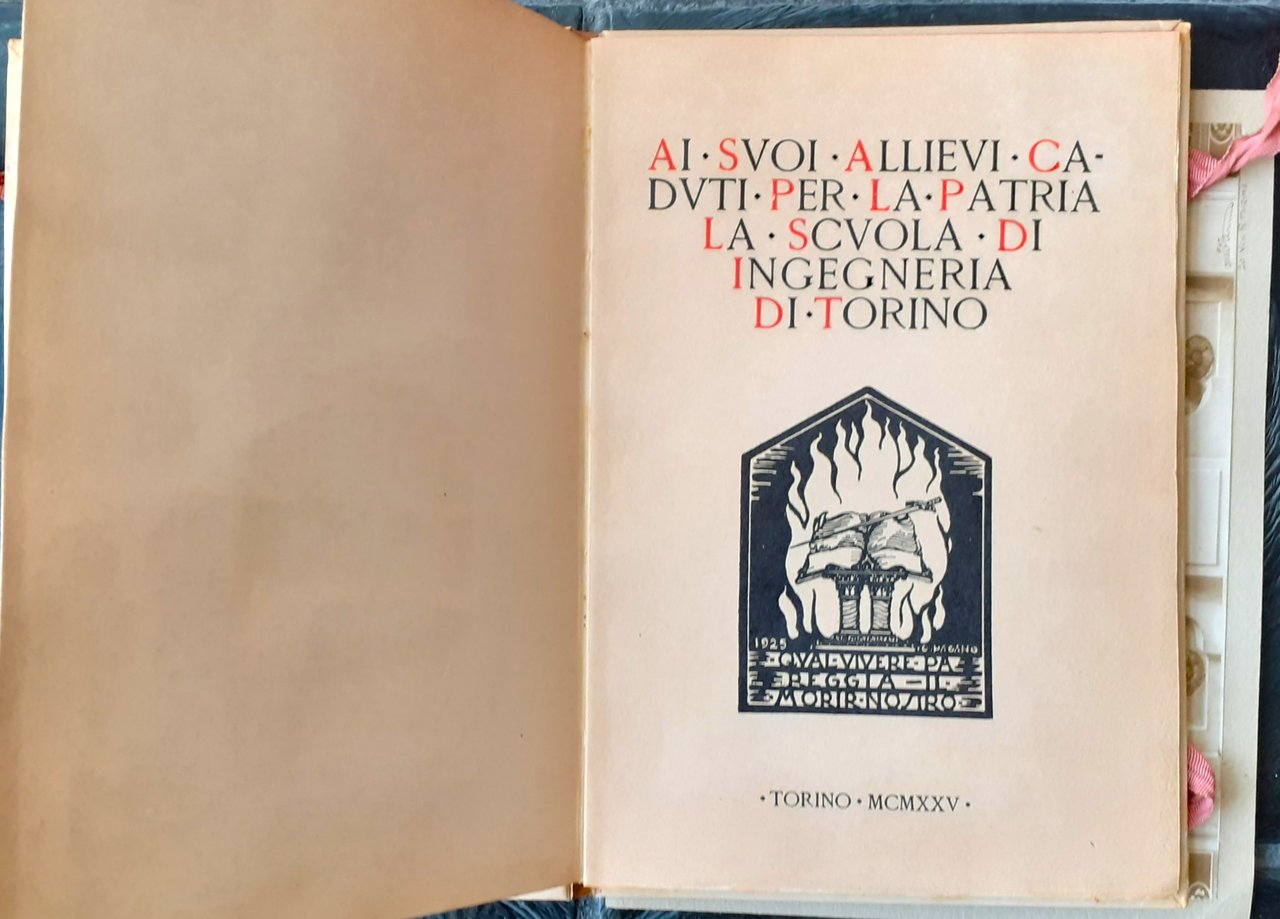 AI · SVOI · ALLIEVI · CA-
DVTI · PER · LA · PATRIA
LA · SCVOLA · DI
INGEGNERIA
DI · TORINO
1925
G. PAGANO
QVAL VIVERE PA
REGGIA IL
MORIR NOSTRO
· TORINO · MCMXXV ·